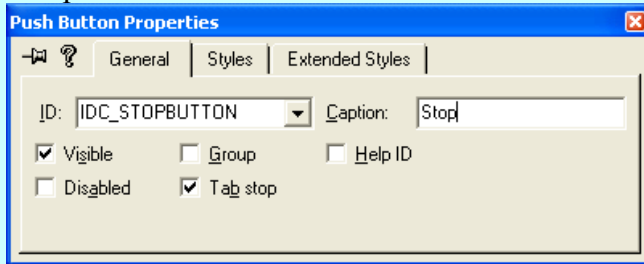 Push Button Properties
General Styles Extended Styles
ID: IDC_STOPBUTTON Caption: Stop
Visible Group Help ID
Disabled Tab stop